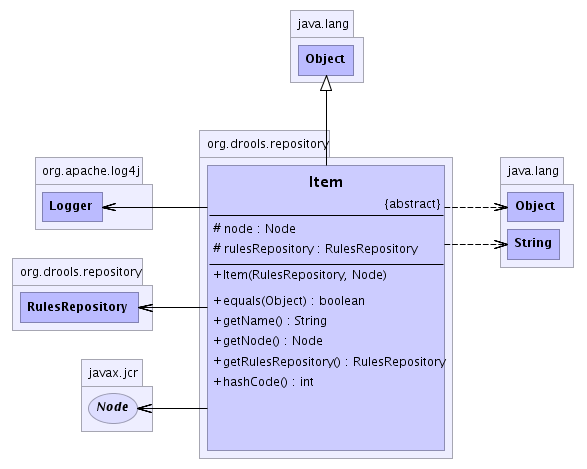 java.lang
Object
org.drools.repository
Item
{abstract}
# node : Node
# rulesRepository : RulesRepository
+ Item(RulesRepository, Node)
+ equals(Object) : boolean
+ getName() : String
+ getNode() : Node
+ getRulesRepository() : RulesRepository
+ hashCode() : int
org.apache.log4j
Logger
org.drools.repository
RulesRepository
javax.jcr
Node
java.lang
Object
String